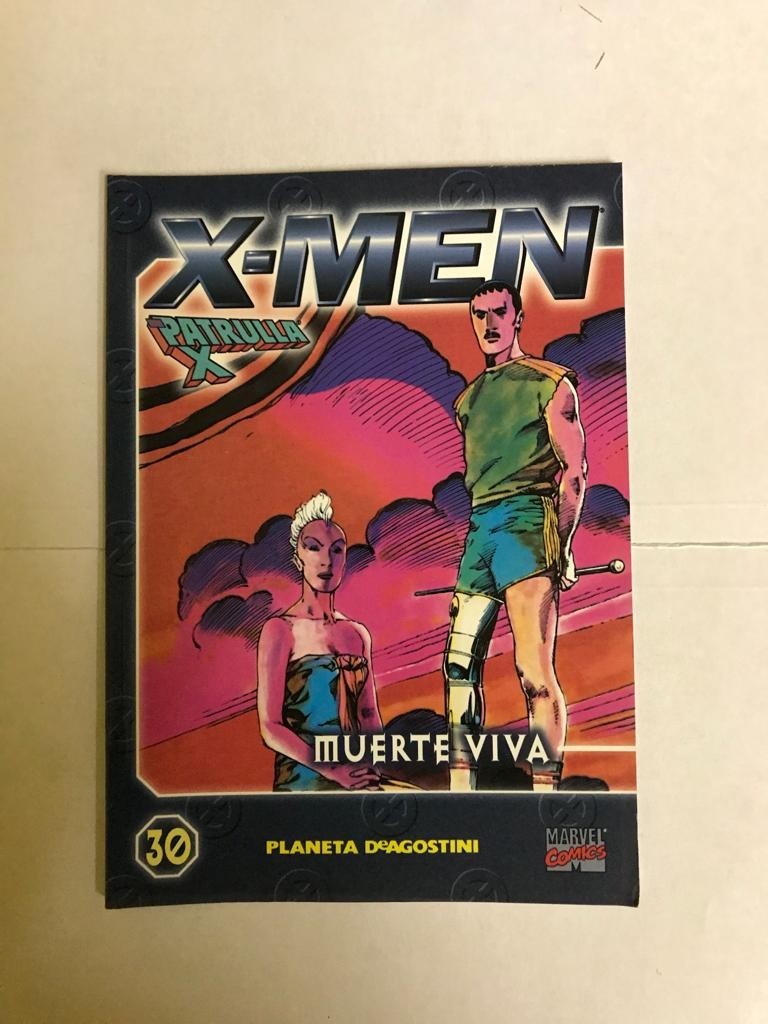 X-MEN
PATRULLA
X
MUERTE VIVA
30
PLANETA DeAGOSTINI
MARVEL
COMICS
M